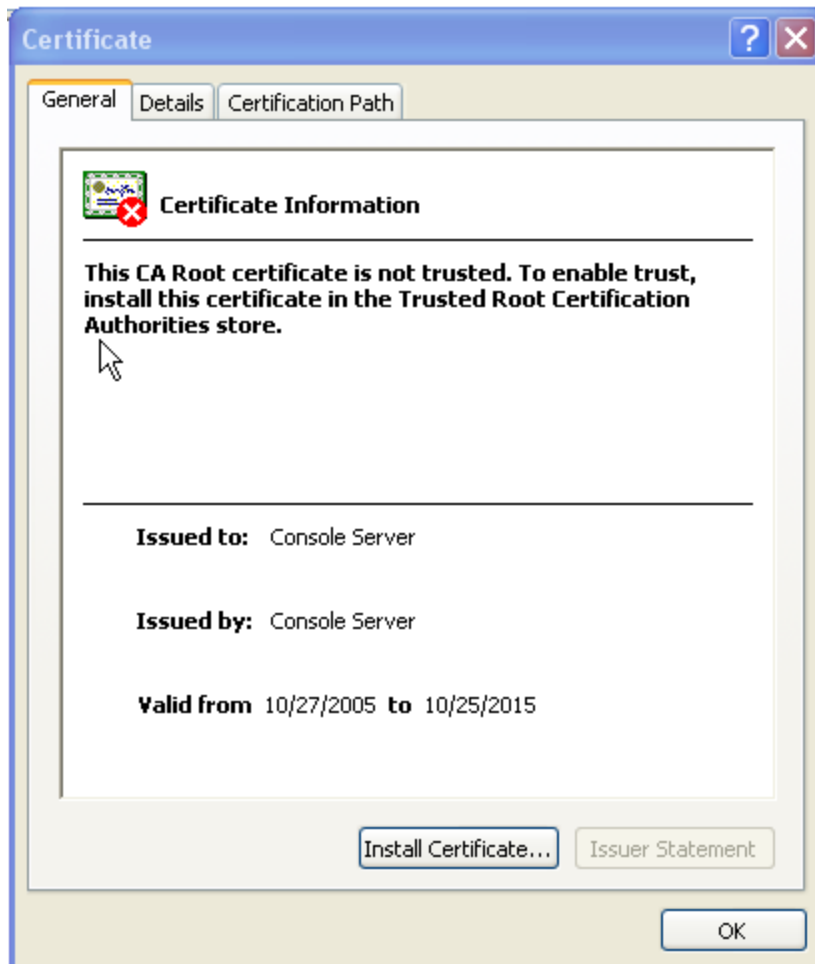 Certificate
General Details Certification Path
Certificate Information
This CA Root certificate is not trusted. To enable trust,
install this certificate in the Trusted Root Certification
Authorities store.
Issued to: Console Server
Issued by: Console Server
Valid from 10/27/2005 to 10/25/2015
Install Certificate... Issuer Statement
OK